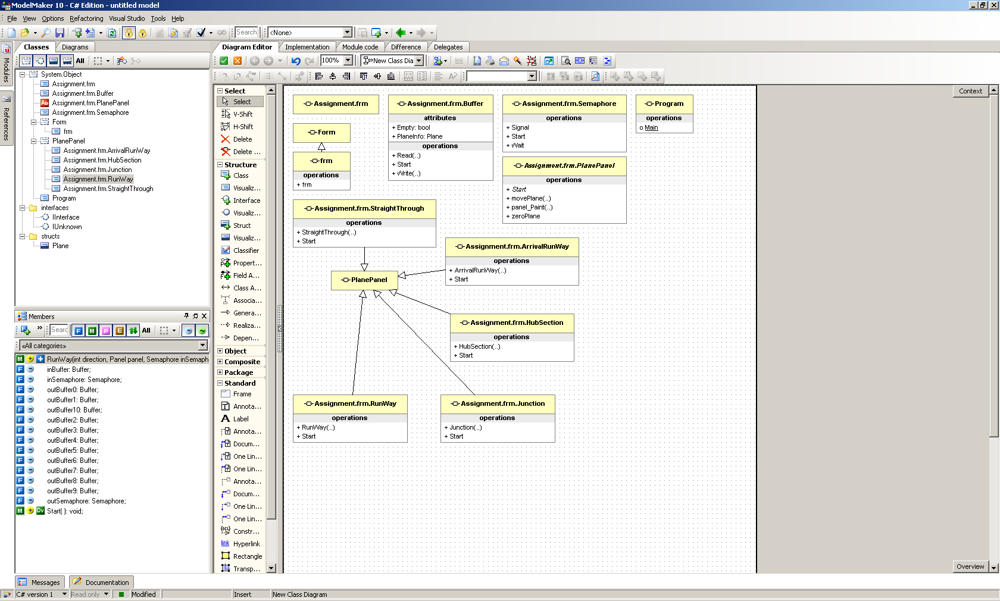 ModelMaker 10 - C# Edition - untitled model
File View Options Refactoring Visual Studio Tools Help
Search <None>
Classes Diagrams
Diagram Editor Implementation Module code Difference Delegates
All
100% New Class Dia link
Modules
References
System.Object
Assignment.frm
Assignment.frm.Buffer
Ab Assignment.frm.PlanePanel
Assignment.frm.Semaphore
Form
frm
PlanePanel
Assignment.frm.ArrivalRunWay
Assignment.frm.HubSection
Assignment.frm.Junction
Assignment.frm.RunWay
Assignment.frm.StraightThrough
Program
interfaces
IInterface
IUnknown
structs
Plane
Members
Searc F M P E All
«All categories»
M RunWay(int direction, Panel panel, Semaphore inSemaph
F inBuffer: Buffer;
F inSemaphore: Semaphore;
F outBuffer0: Buffer;
F outBuffer1: Buffer;
F outBuffer10: Buffer;
F outBuffer2: Buffer;
F outBuffer3: Buffer;
F outBuffer4: Buffer;
F outBuffer5: Buffer;
F outBuffer6: Buffer;
F outBuffer7: Buffer;
F outBuffer8: Buffer;
F outBuffer9: Buffer;
F outSemaphore: Semaphore;
M Ov Start( ): void;
Select
Select
V-Shift
H-Shift
Delete
Delete ...
Structure
Class
Visualiz...
Interface
Visualiz...
Struct
Visualiz...
Classifier
Propert...
Field A...
Class A...
Associa...
Genera...
Realiza...
Depen...
Object
Composite
Package
Standard
Frame
Annota...
Label
Annota...
Docum...
One Lin...
One Lin...
Annota...
Docum...
One Lin...
One Lin...
Constr...
link Hyperlink
Rectangle
Transp...
Assignment.frm
Form
frm
operations
+ frm
Assignment.frm.Buffer
attributes
+ Empty: bool
+ PlaneInfo: Plane
operations
+ Read(..)
+ Start
+ Write(..)
Assignment.frm.Semaphore
operations
+ Signal
+ Start
+ Wait
Program
operations
o Main
Assignment.frm.PlanePanel
operations
+ Start
+ movePlane(..)
+ panel_Paint(..)
+ zeroPlane
Assignment.frm.StraightThrough
operations
+ StraightThrough(..)
+ Start
Assignment.frm.ArrivalRunWay
operations
+ ArrivalRunWay(..)
+ Start
PlanePanel
Assignment.frm.HubSection
operations
+ HubSection(..)
+ Start
Assignment.frm.RunWay
operations
+ RunWay(..)
+ Start
Assignment.frm.Junction
operations
+ Junction(..)
+ Start
Context
Overview
Messages Documentation
C# version 1 Read only Modified Insert New Class Diagram